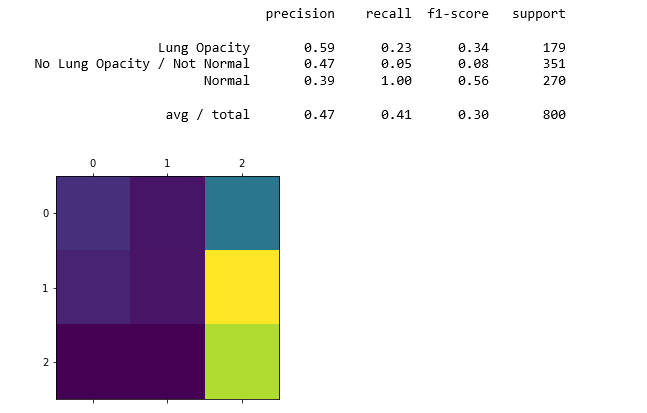 precision recall f1-score support
Lung Opacity 0.59 0.23 0.34 179
No Lung Opacity / Not Normal 0.47 0.05 0.08 351
Normal 0.39 1.00 0.56 270
avg / total 0.47 0.41 0.30 800
0 1 2
0
1
2